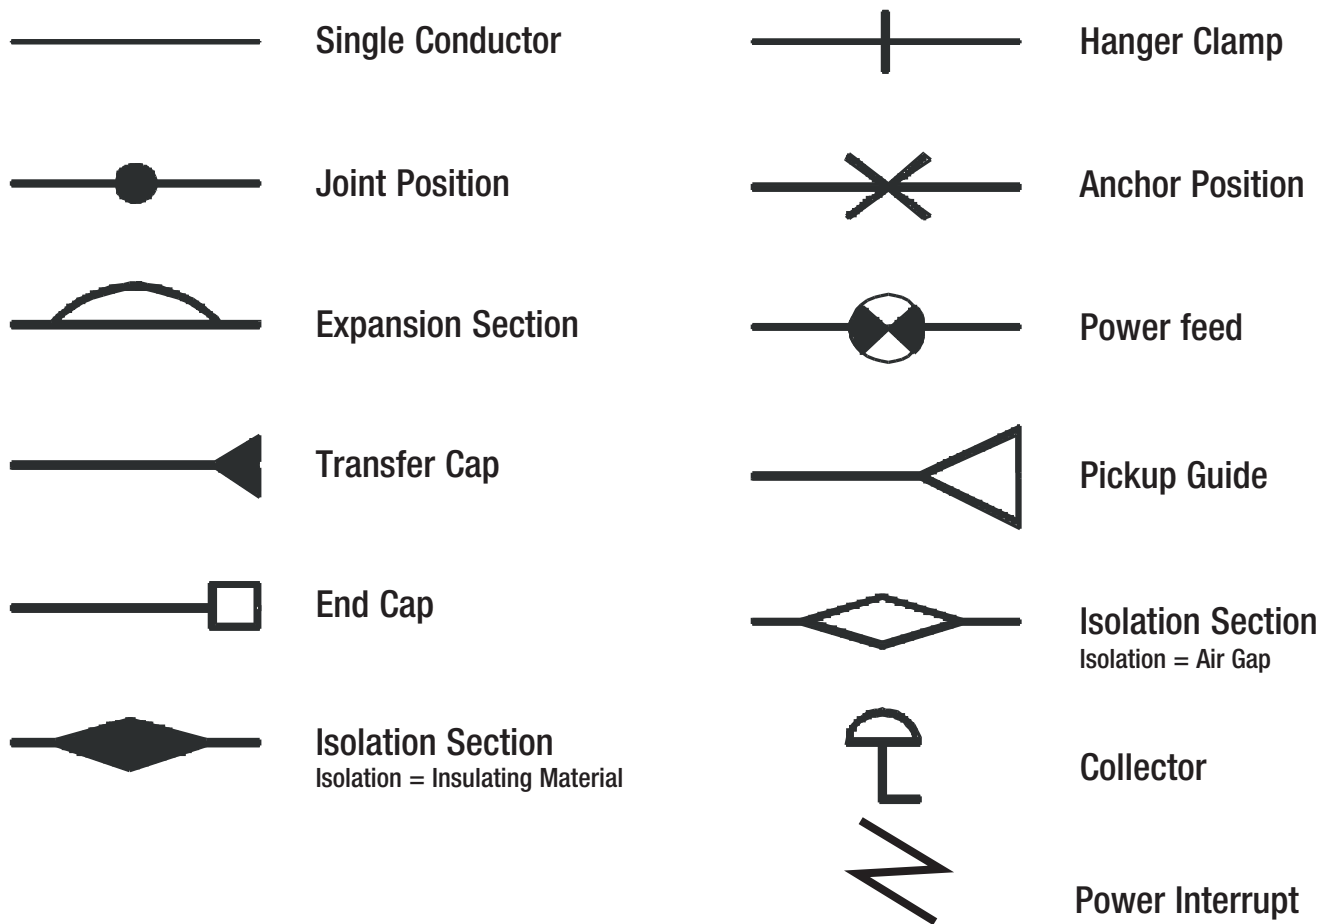 Single Conductor
Hanger Clamp
Joint Position
Anchor Position
Expansion Section
Power feed
Transfer Cap
Pickup Guide
End Cap
Isolation Section
Isolation = Air Gap
Isolation Section
Isolation = Insulating Material
Collector
Power Interrupt